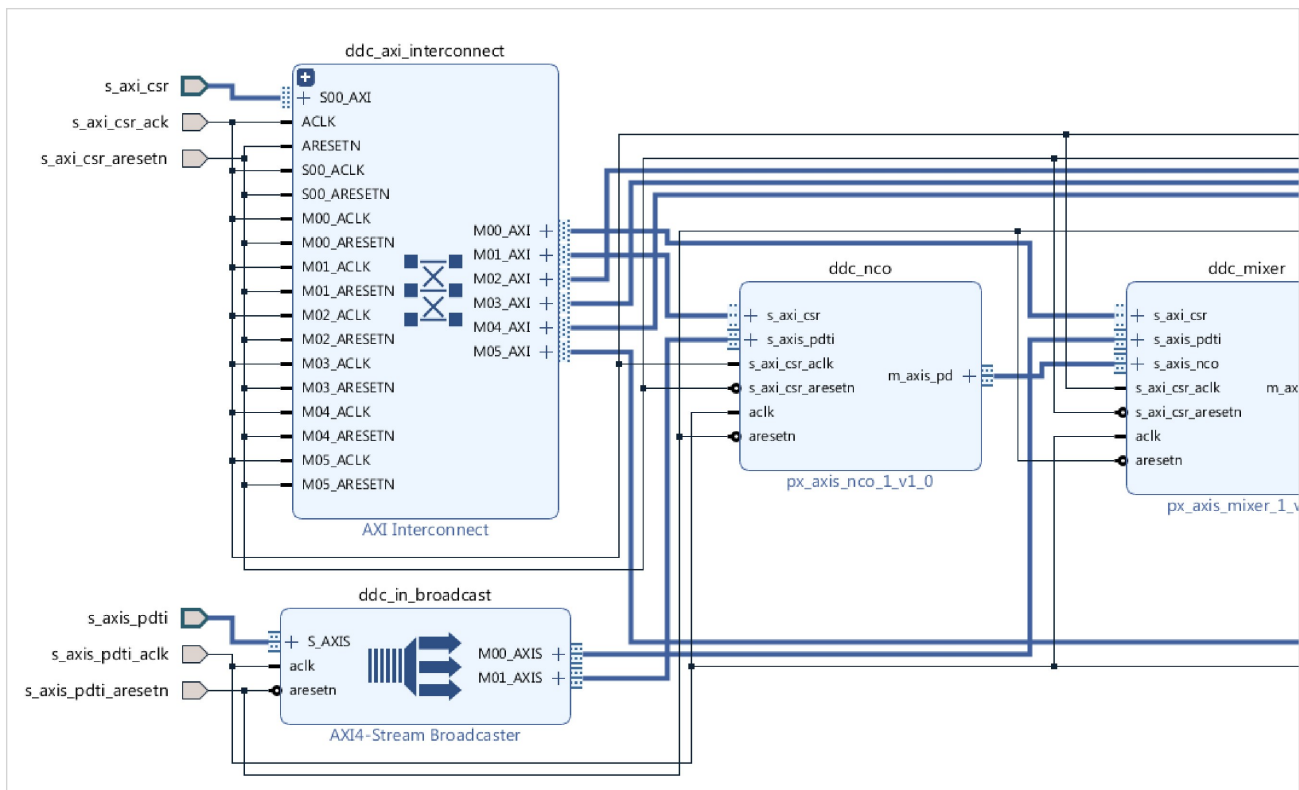 ddc_axi_interconnect
s_axi_csr
s_axi_csr_ack
s_axi_csr_aresetn
S00_AXI
ACLK
ARESETN
S00_ACLK
S00_ARESETN
M00_ACLK
M00_ARESETN
M01_ACLK
M01_ARESETN
M02_ACLK
M02_ARESETN
M03_ACLK
M03_ARESETN
M04_ACLK
M04_ARESETN
M05_ACLK
M05_ARESETN
M00_AXI
M01_AXI
M02_AXI
M03_AXI
M04_AXI
M05_AXI
AXI Interconnect
ddc_nco
s_axi_csr
s_axis_pdti
s_axi_csr_aclk
s_axi_csr_aresetn
aclk
aresetn
m_axis_pd
px_axis_nco_1_v1_0
ddc_mixer
s_axi_csr
s_axis_pdti
s_axis_nco
s_axi_csr_aclk
s_axi_csr_aresetn
aclk
aresetn
m_ax
px_axis_mixer_1_v
ddc_in_broadcast
s_axis_pdti
s_axis_pdti_aclk
s_axis_pdti_aresetn
S_AXIS
aclk
aresetn
M00_AXIS
M01_AXIS
AXI4-Stream Broadcaster